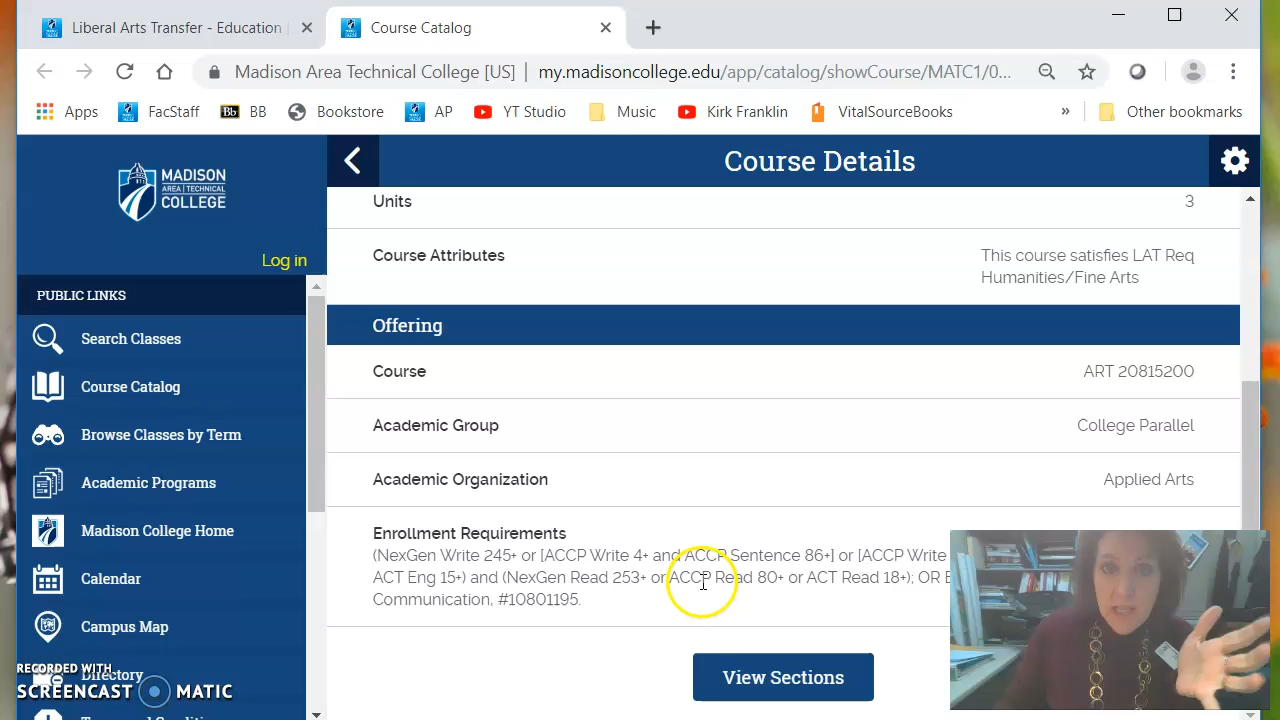 Liberal Arts Transfer - Education
Course Catalog
Madison Area Technical College [US] my.madisoncollege.edu/app/catalog/showCourse/MATC1/0...
Apps FacStaff Bb BB Bookstore AP YT Studio Music Kirk Franklin VitalSourceBooks » Other bookmarks
MADISON
AREA TECHNICAL
COLLEGE
Course Details
Log in
PUBLIC LINKS
Search Classes
Course Catalog
Browse Classes by Term
Academic Programs
Madison College Home
Calendar
Campus Map
Directory
RECORDED WITH
SCREENCAST MATIC
Units 3
Course Attributes This course satisfies LAT Req
Humanities/Fine Arts
Offering
Course ART 20815200
Academic Group College Parallel
Academic Organization Applied Arts
Enrollment Requirements
(NexGen Write 245+ or [ACCP Write 4+ and ACCP Sentence 86+] or [ACCP Write
ACT Eng 15+) and (NexGen Read 253+ or ACCP Read 80+ or ACT Read 18+); OR
Communication, #10801195.
View Sections